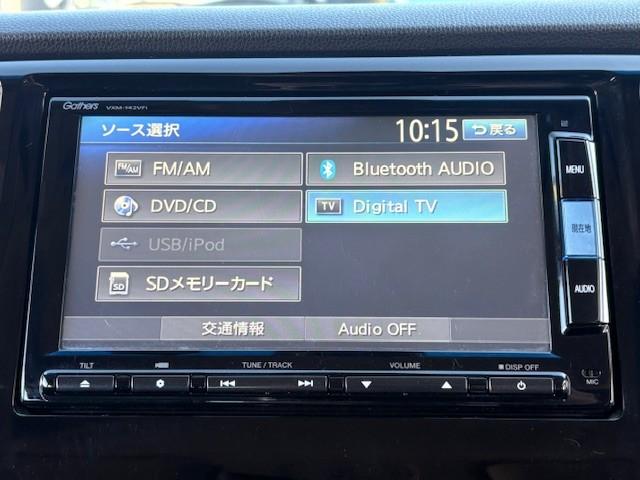 Gathers VXM-142VFi
ソース選択 10:15 戻る
FM/AM FM/AM Bluetooth AUDIO
DVD/CD TV Digital TV
USB/iPod
SD SDメモリーカード
交通情報 Audio OFF
MENU
現在地
AUDIO
TILT TUNE / TRACK VOLUME DISP OFF
MIC